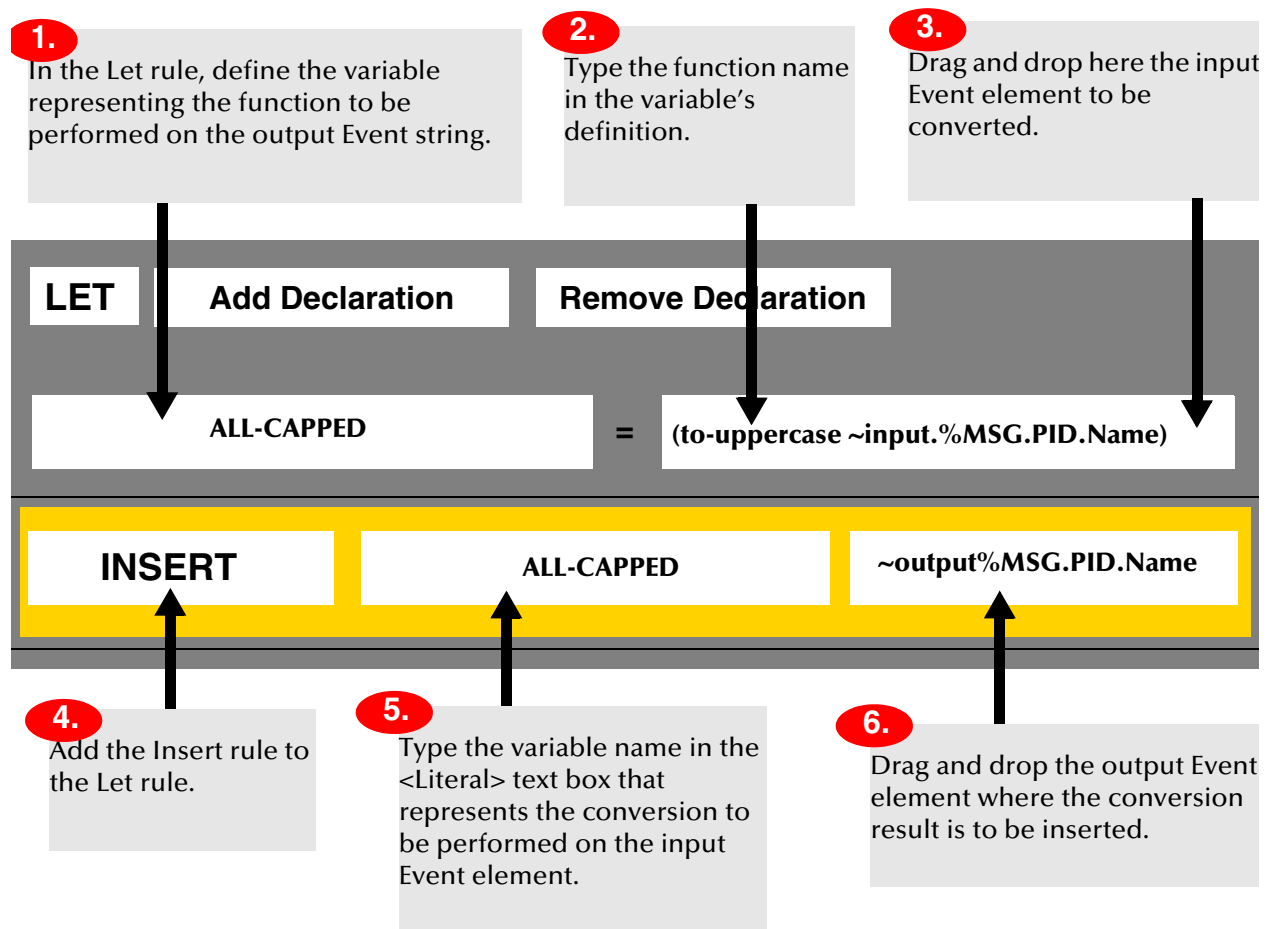 1.
In the Let rule, define the variable
representing the function to be
performed on the output Event string.
2.
Type the function name
in the variable’s
definition.
3.
Drag and drop here the input
Event element to be
converted.
LET
Add Declaration
Remove Declaration
ALL-CAPPED
=
(to-uppercase ~input.%MSG.PID.Name)
INSERT
ALL-CAPPED
~output%MSG.PID.Name
4.
Add the Insert rule to
the Let rule.
5.
Type the variable name in the
<Literal> text box that
represents the conversion to
be performed on the input
Event element.
6.
Drag and drop the output Event
element where the conversion
result is to be inserted.